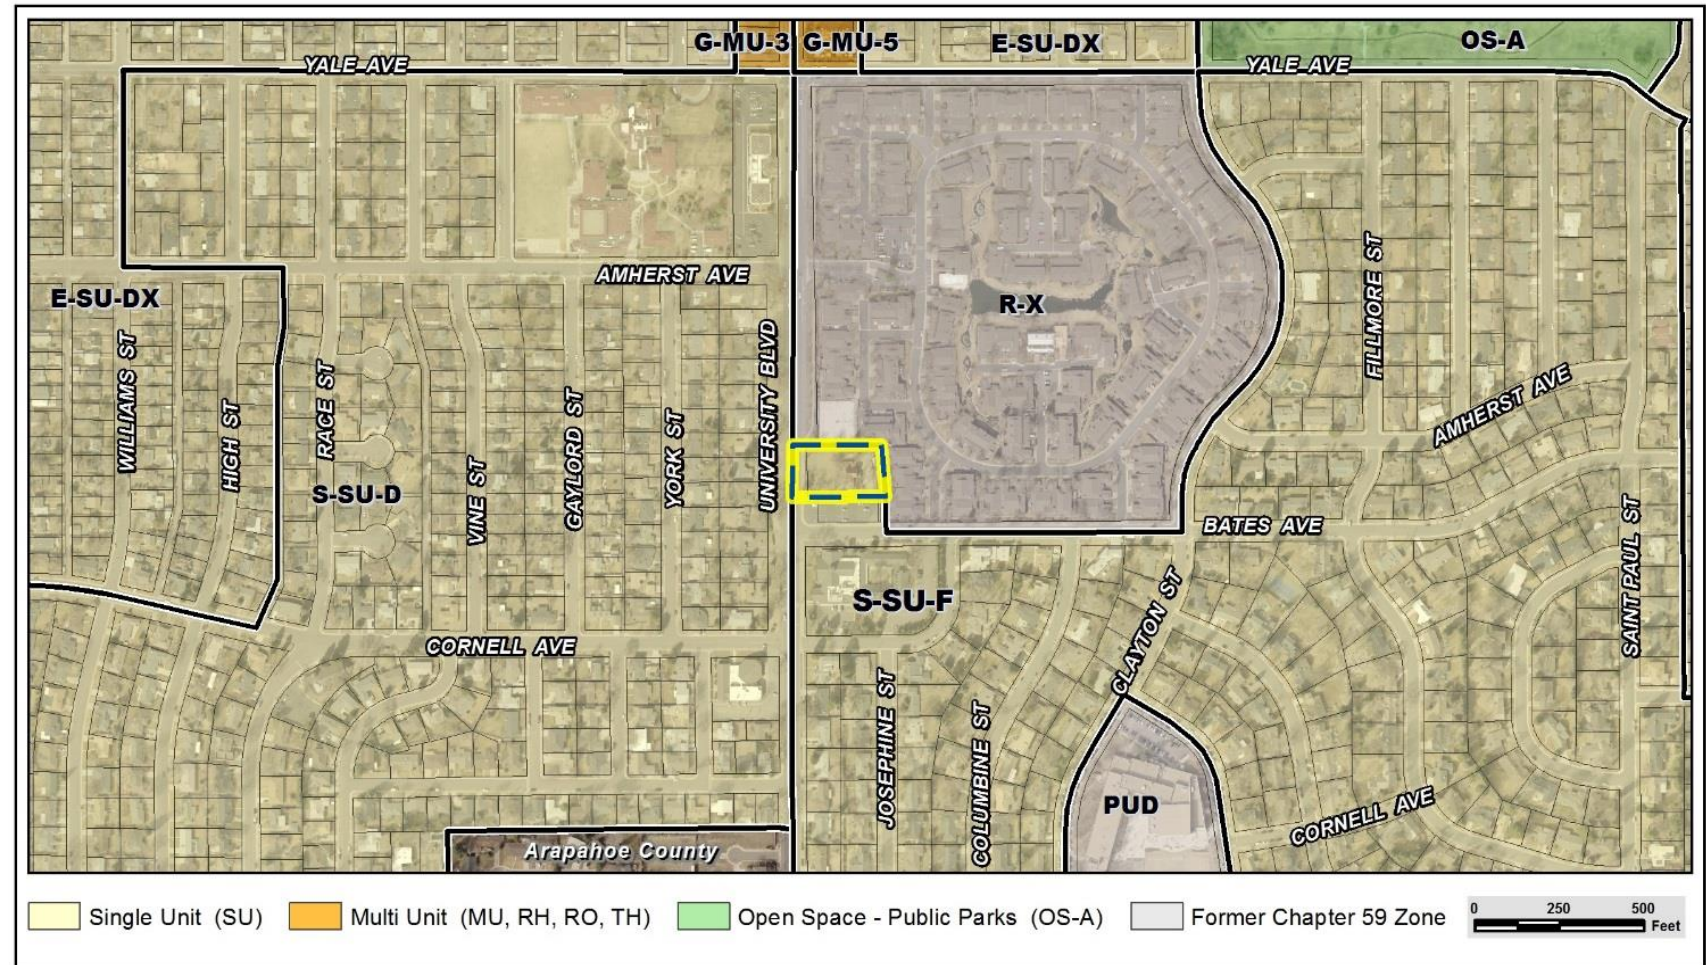 G-MU-3
G-MU-5
E-SU-DX
OS-A
YALE AVE
YALE AVE
AMHERST AVE
E-SU-DX
R-X
WILLIAMS ST
HIGH ST
RACE ST
S-SU-D
VINE ST
GAYLORD ST
YORK ST
UNIVERSITY BLVD
FILLMORE ST
AMHERST AVE
BATES AVE
SAINT PAUL ST
S-SU-F
CLAYTON ST
CORNELL AVE
JOSEPHINE ST
COLUMBINE ST
PUD
CORNELL AVE
Arapahoe County
Single Unit (SU)
Multi Unit (MU, RH, RO, TH)
Open Space - Public Parks (OS-A)
Former Chapter 59 Zone
0 250 500
Feet